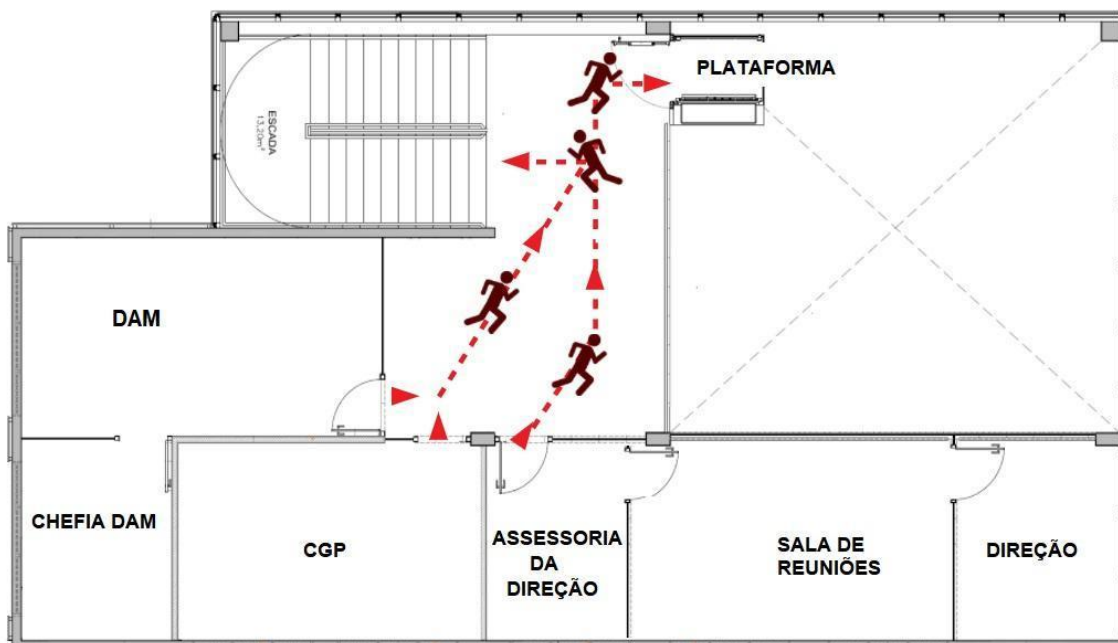 PLATAFORMA
ESCADA
13,20m²
DAM
CHEFIA DAM
CGP
ASSESSORIA
DA
DIREÇÃO
SALA DE
REUNIÕES
DIREÇÃO